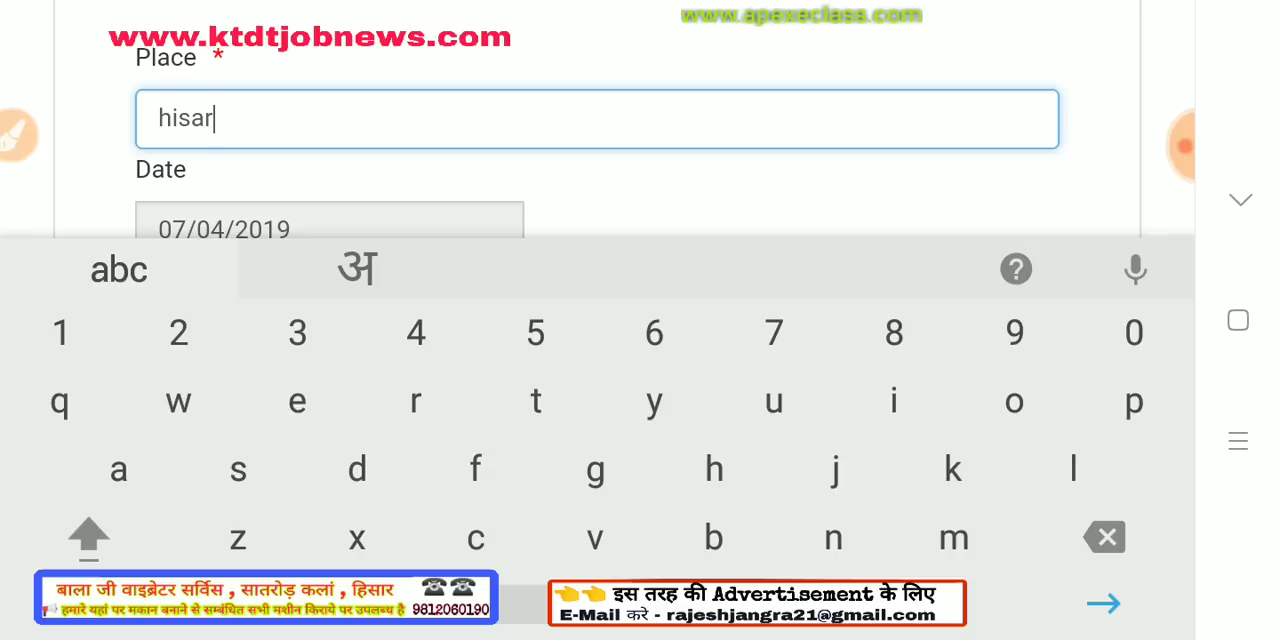 www.apexeclass.com
www.ktdtjobnews.com
Place *
hisar
Date
07/04/2019
abc अ ?
1 2 3 4 5 6 7 8 9 0
q w e r t y u i o p
a s d f g h j k l
z x c v b n m
बाला जी वाइब्रेटर सर्विस , सातरोड़ कलां , हिसार
हमारे यहां पर मकान बनाने से सम्बंधित सभी मशीन किराये पर उपलब्ध है 9812060190
इस तरह की Advertisement के लिए
E-Mail करे - rajeshjangra21@gmail.com